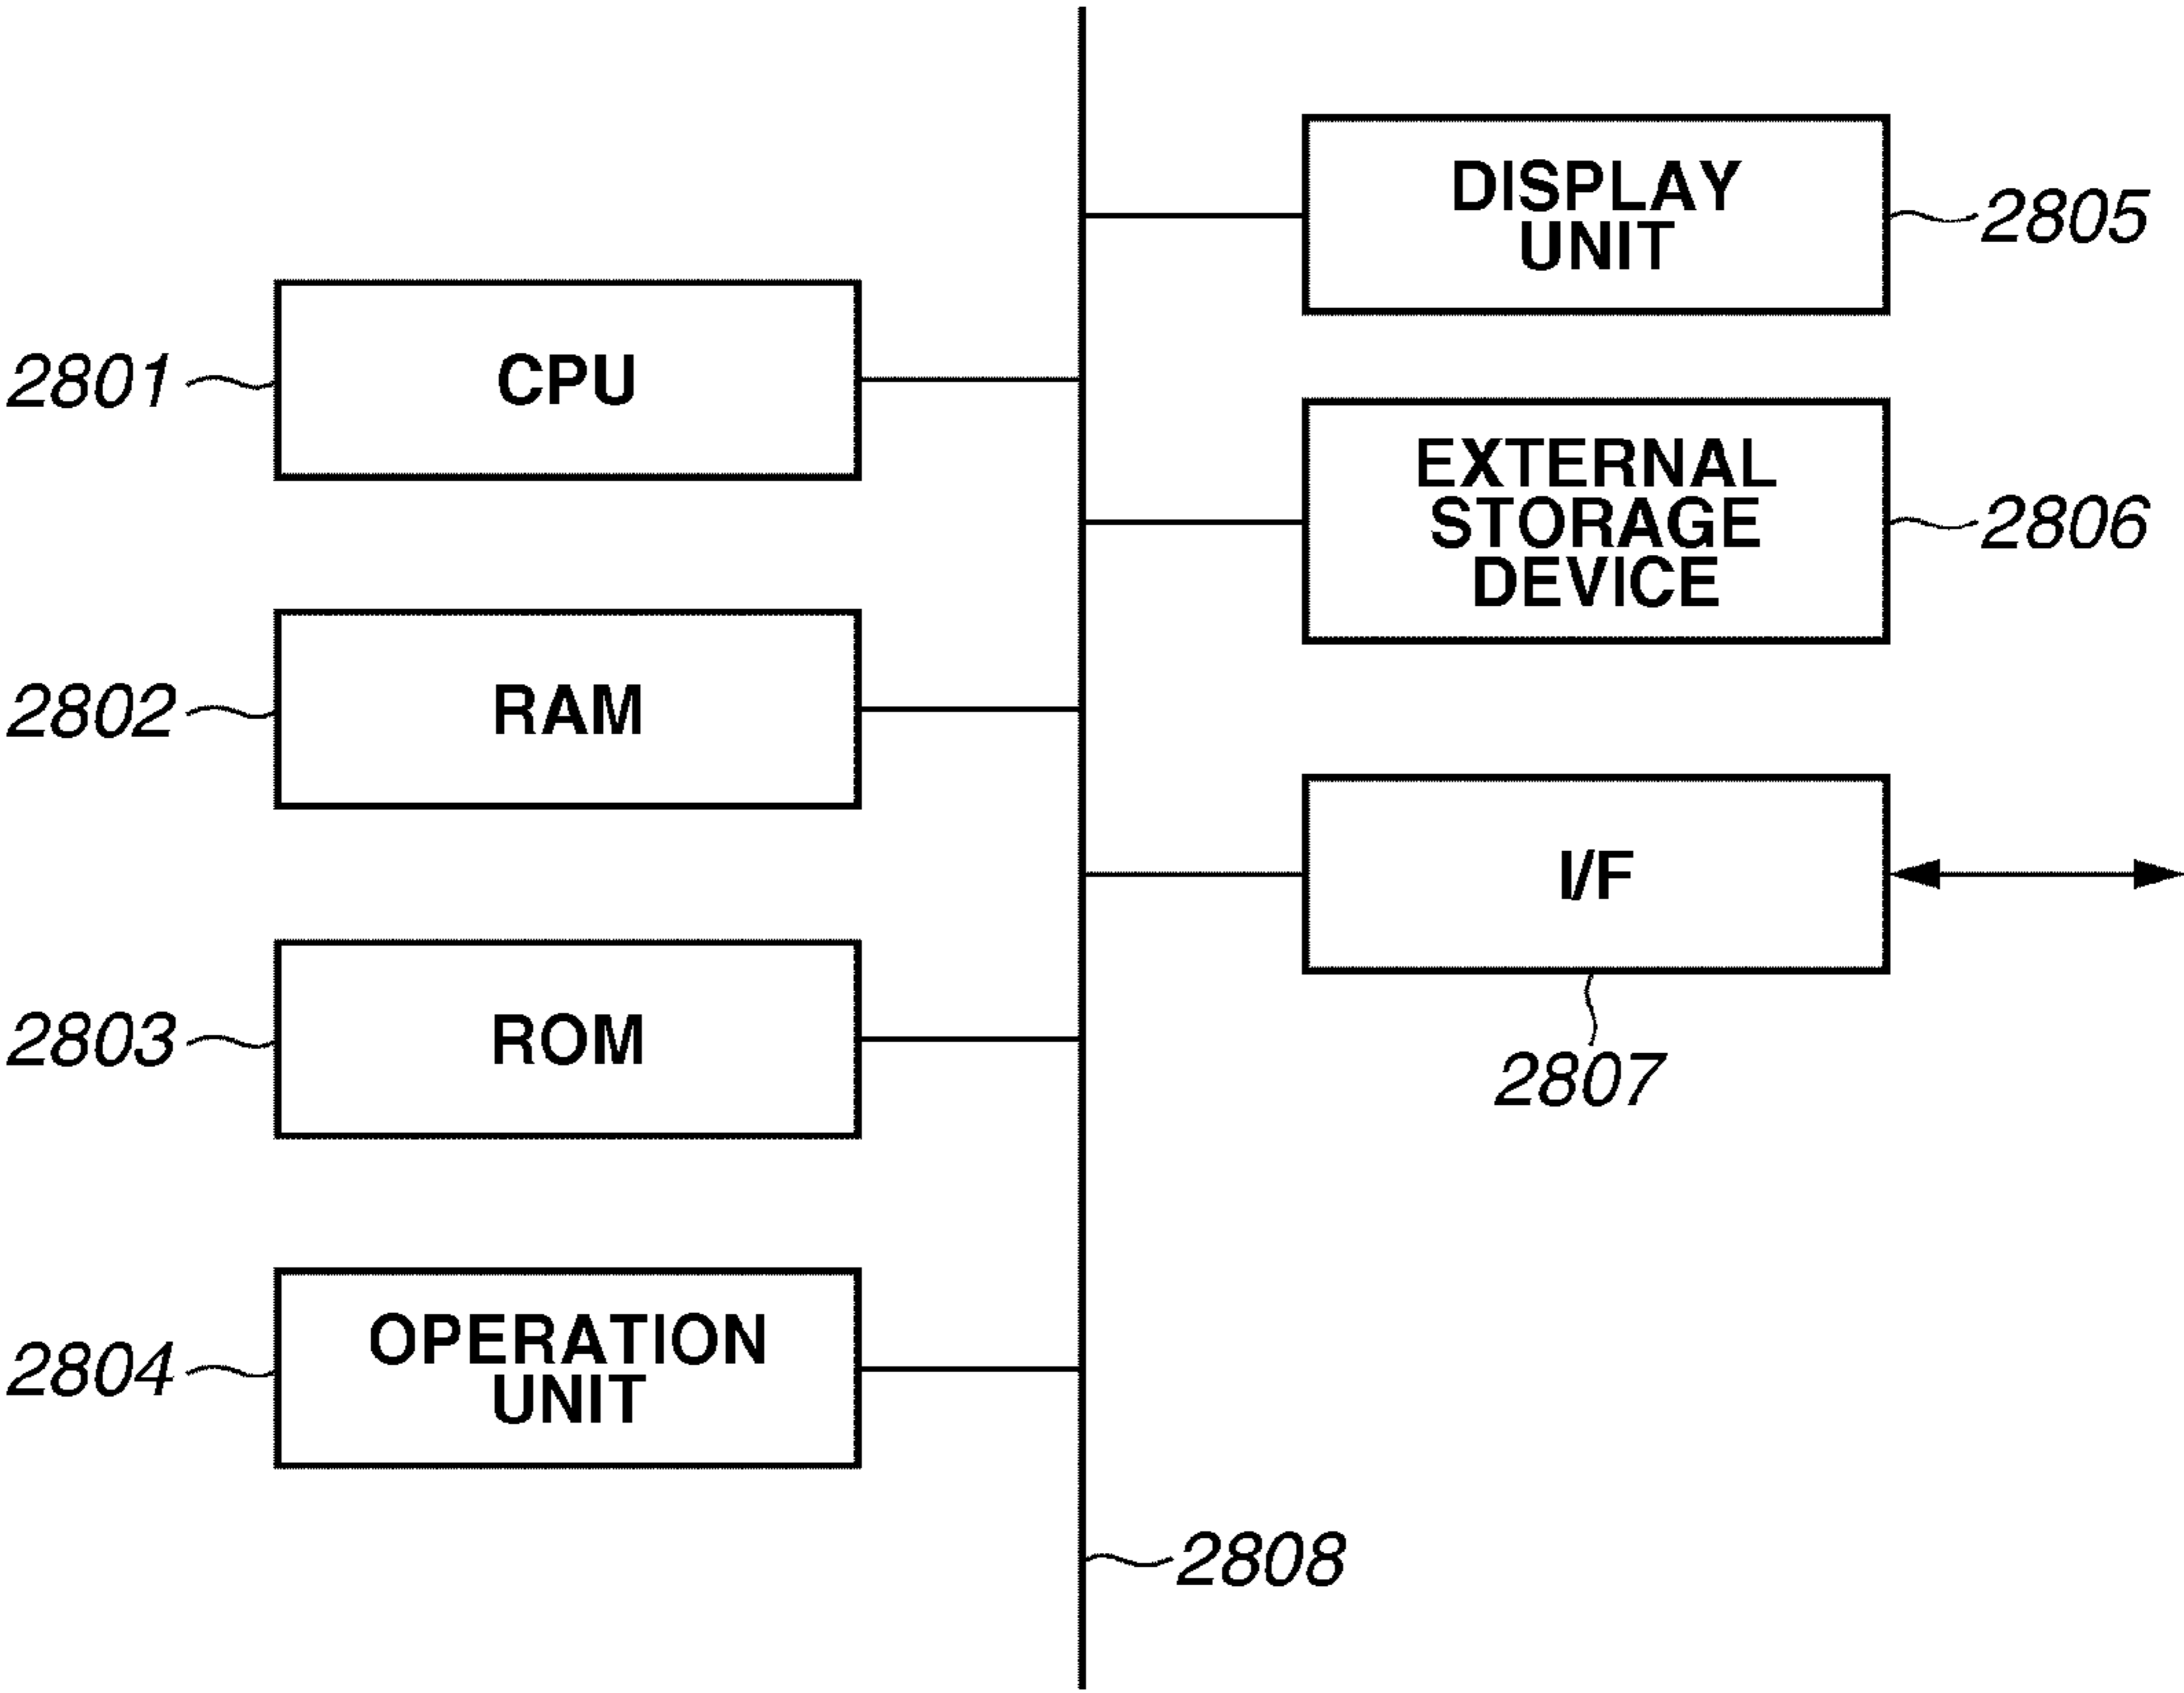 DISPLAY
UNIT
2805
2801
CPU
EXTERNAL
STORAGE
DEVICE
2806
2802
RAM
I/F
2807
2803
ROM
2804
OPERATION
UNIT
2808